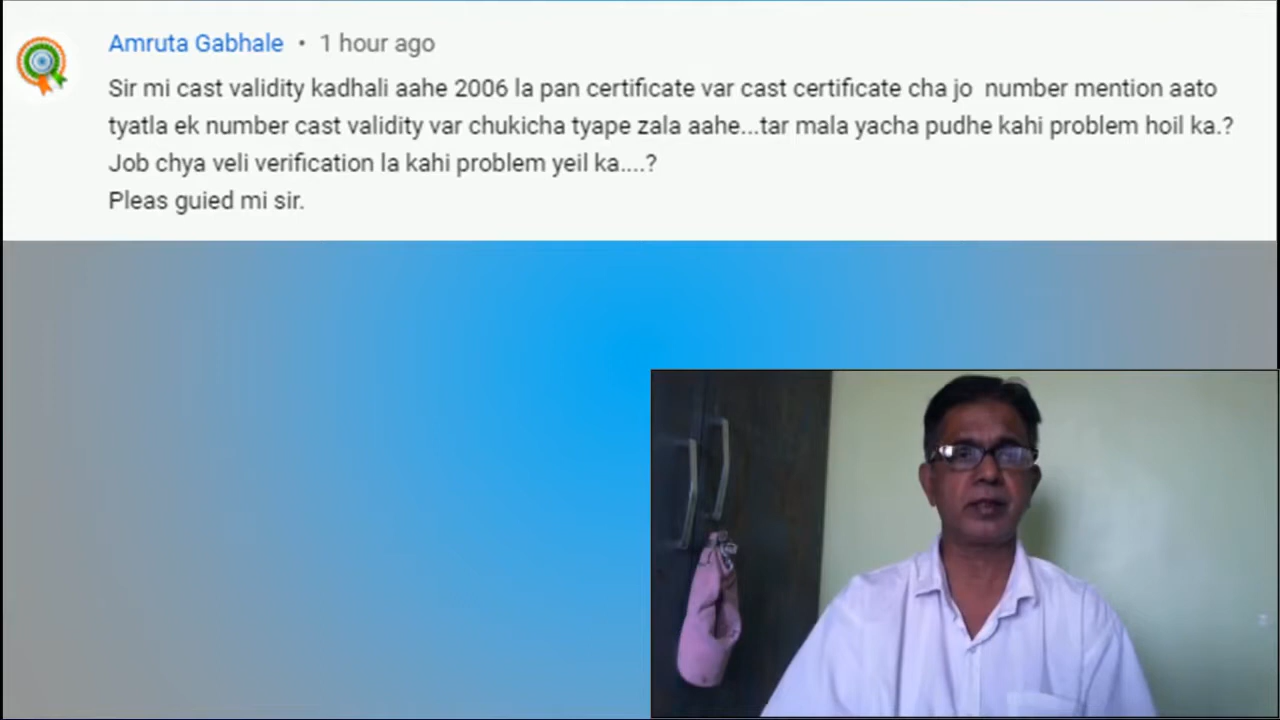 Amruta Gabhale • 1 hour ago
Sir mi cast validity kadhali aahe 2006 la pan certificate var cast certificate cha jo number mention aato
tyatla ek number cast validity var chukicha tyape zala aahe...tar mala yacha pudhe kahi problem hoil ka.?
Job chya veli verification la kahi problem yeil ka....?
Pleas guied mi sir.